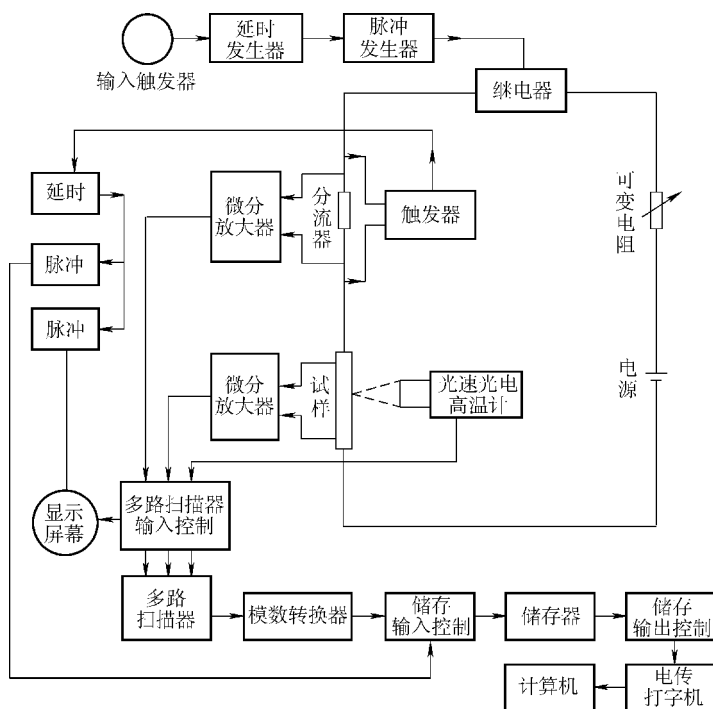 延时
发生器
脉冲
发生器
输入触发器
继电器
延时
微分
放大器
分流器
触发器
可变电阻
脉冲
脉冲
电源
微分
放大器
试样
光速光电
高温计
显示
屏幕
多路扫描器
输入控制
多路
扫描器
模数转换器
储存
输入控制
储存器
储存
输出控制
计算机
电传
打字机